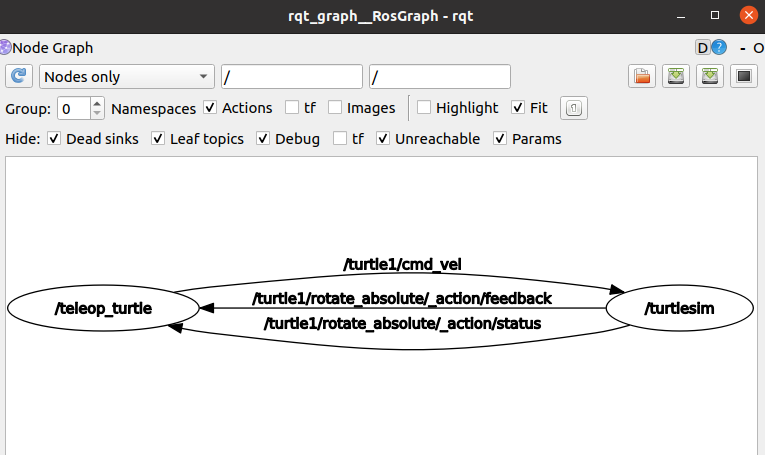 rqt_graph__RosGraph - rqt
Node Graph
D ? - O
Nodes only / /
Group: 0 Namespaces Actions tf Images Highlight Fit
Hide: Dead sinks Leaf topics Debug tf Unreachable Params
/turtle1/cmd_vel
/turtle1/rotate_absolute/_action/feedback
/teleop_turtle /turtlesim
/turtle1/rotate_absolute/_action/status